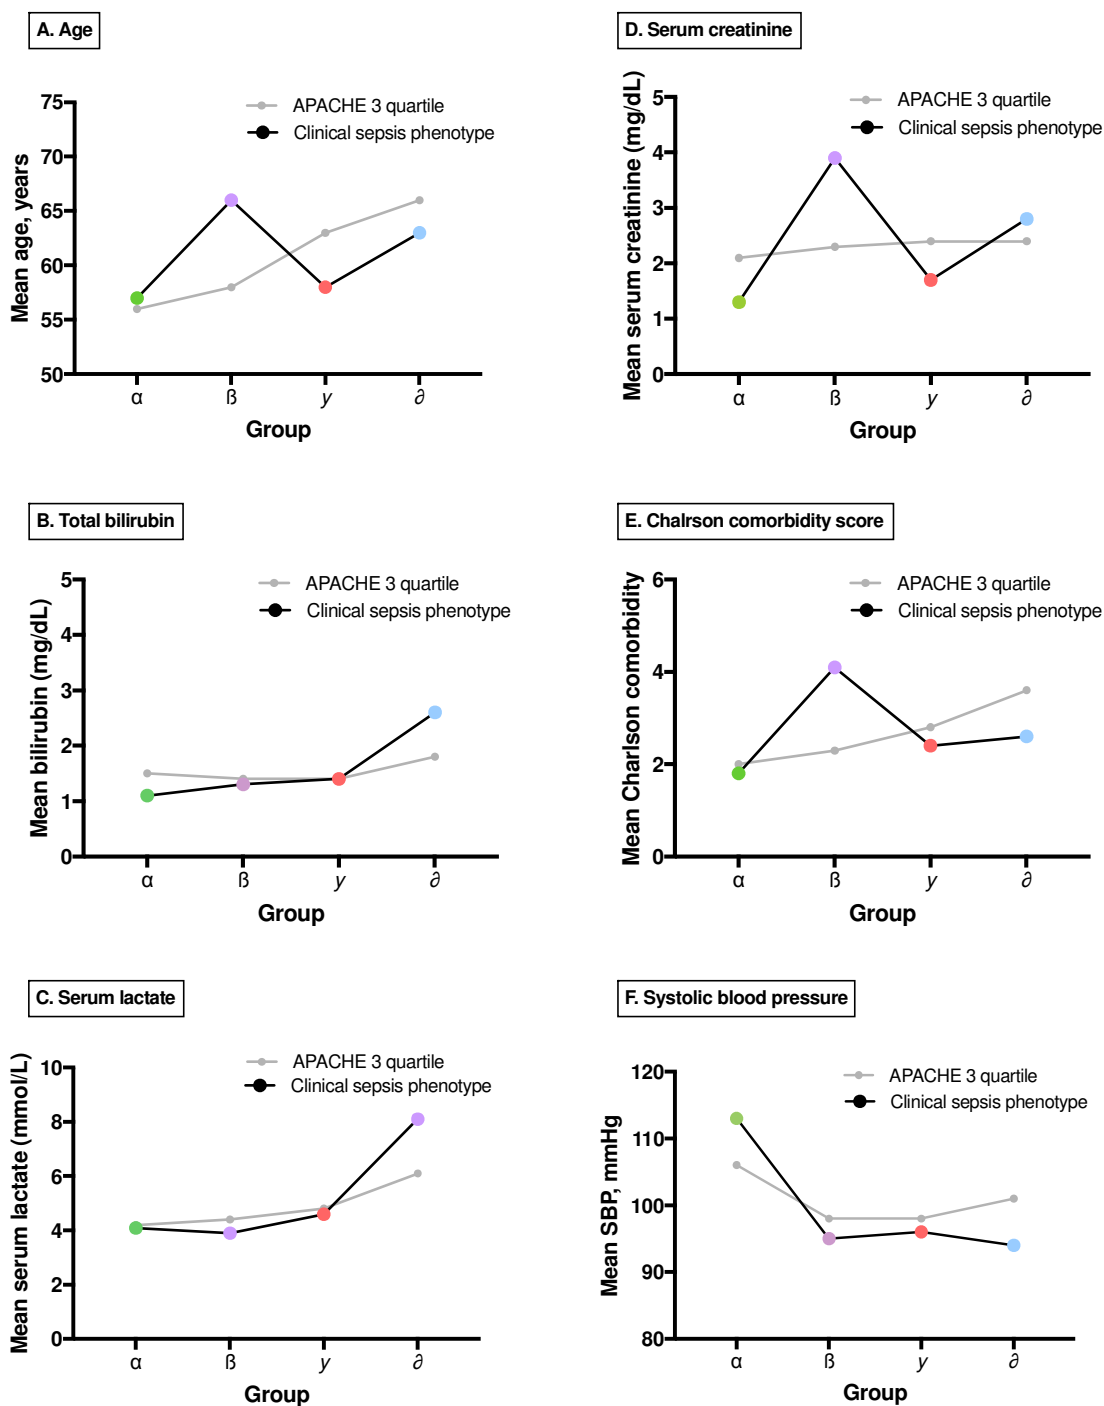 A. Age
APACHE 3 quartile
Clinical sepsis phenotype
Mean age, years
75
70
65
60
55
50
α
ß
y
∂
Group
B. Total bilirubin
APACHE 3 quartile
Clinical sepsis phenotype
Mean bilirubin (mg/dL)
5
4
3
2
1
0
α
ß
y
∂
Group
C. Serum lactate
APACHE 3 quartile
Clinical sepsis phenotype
Mean serum lactate (mmol/L)
10
8
6
4
2
0
α
ß
y
∂
Group
D. Serum creatinine
APACHE 3 quartile
Clinical sepsis phenotype
Mean serum creatinine (mg/dL)
5
4
3
2
1
0
α
ß
y
∂
Group
E. Chalrson comorbidity score
APACHE 3 quartile
Clinical sepsis phenotype
Mean Charlson comorbidity
6
4
2
0
α
ß
y
∂
Group
F. Systolic blood pressure
APACHE 3 quartile
Clinical sepsis phenotype
Mean SBP, mmHg
120
110
100
90
80
α
ß
y
∂
Group